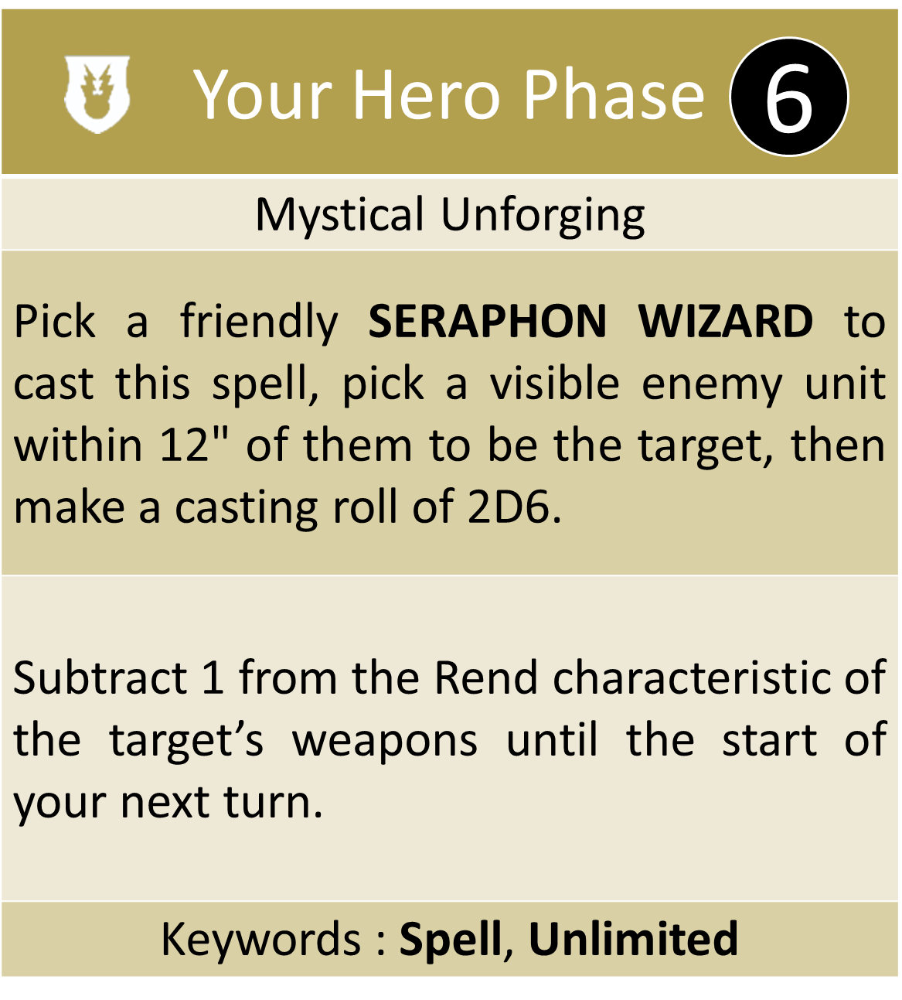 Your Hero Phase 6
Mystical Unforging
Pick a friendly SERAPHON WIZARD to
cast this spell, pick a visible enemy unit
within 12" of them to be the target, then
make a casting roll of 2D6.
Subtract 1 from the Rend characteristic of
the target’s weapons until the start of
your next turn.
Keywords : Spell, Unlimited